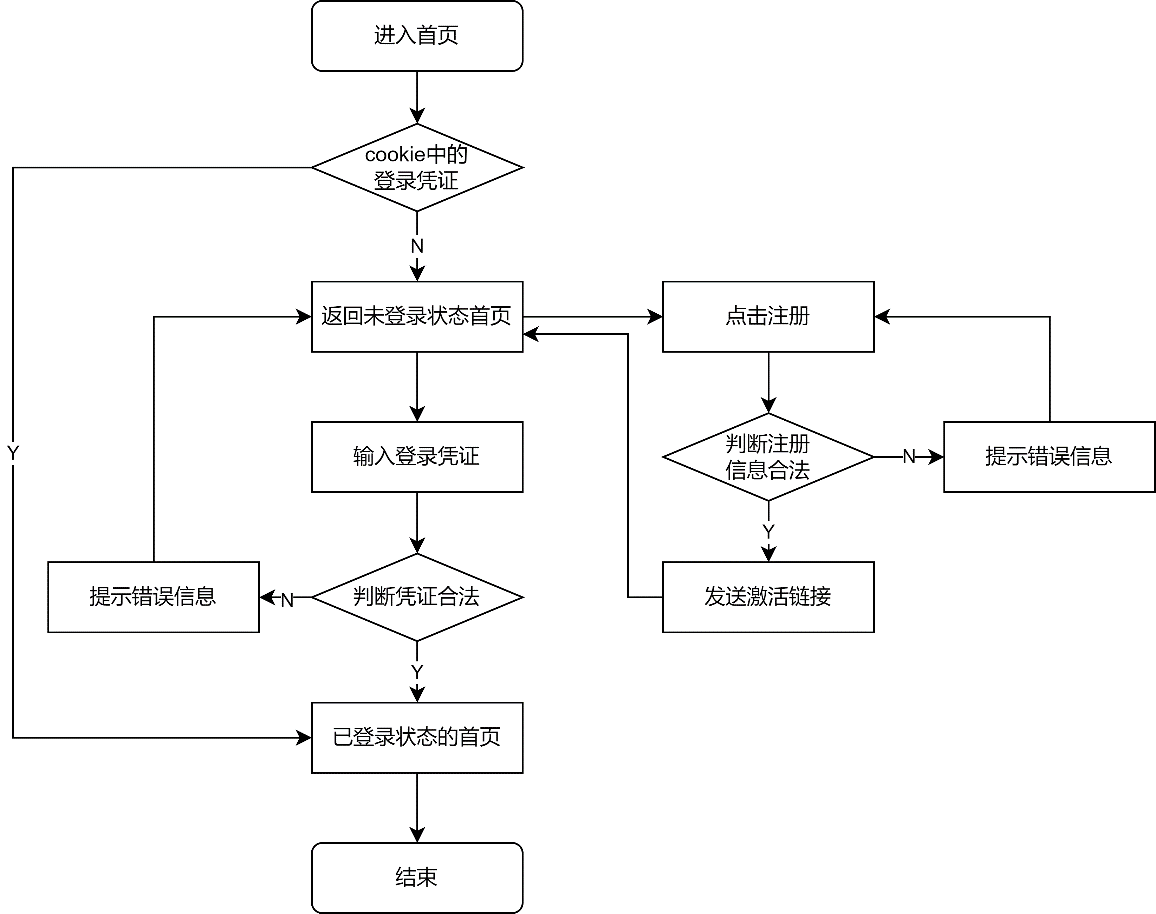 进入首页
cookie中的
登录凭证
N
返回未登录状态首页
点击注册
Y
输入登录凭证
判断注册
信息合法
N
提示错误信息
Y
提示错误信息
N
判断凭证合法
发送激活链接
Y
已登录状态的首页
结束